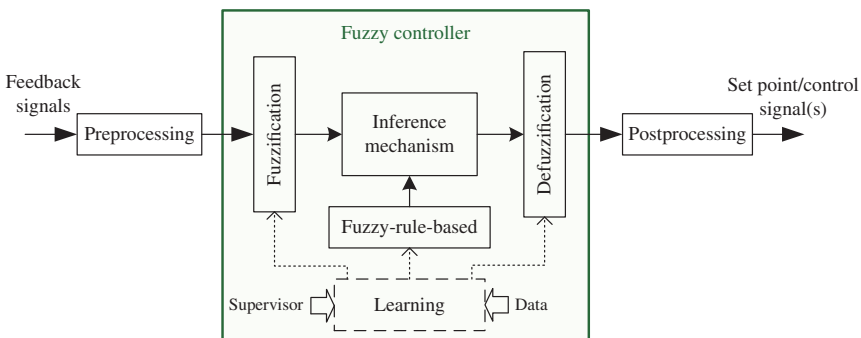 Fuzzy controller
Feedback
signals
Preprocessing
Fuzzification
Inference
mechanism
Defuzzification
Postprocessing
Set point/control
signal(s)
Fuzzy-rule-based
Supervisor
Learning
Data